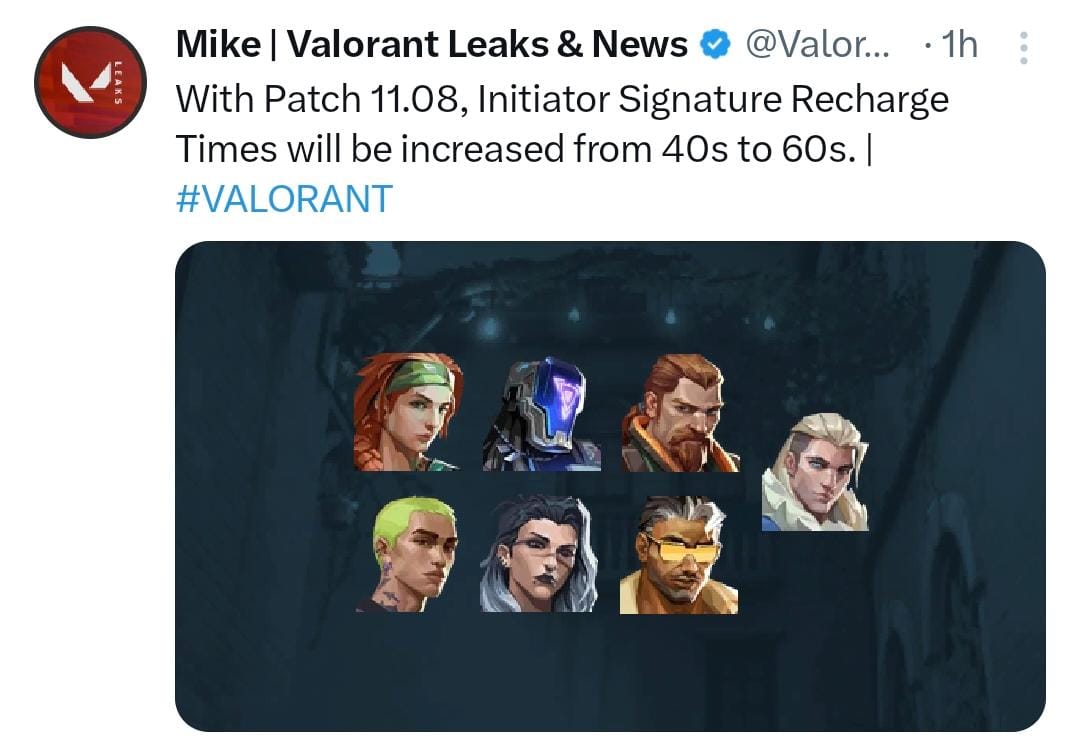 Mike | Valorant Leaks & News @Valor... · 1h
LEAKS
With Patch 11.08, Initiator Signature Recharge
Times will be increased from 40s to 60s. |
#VALORANT